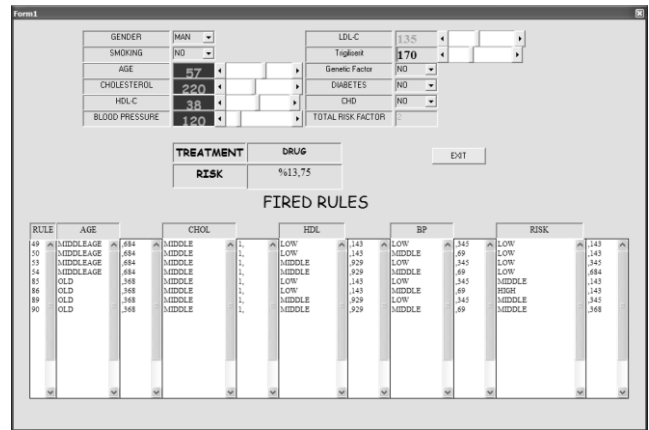 Form1
GENDER MAN LDL-C 135
SMOKING NO Trigliserit 170
AGE 57 Genetic Factor NO
CHOLESTEROL 220 DIABETES NO
HDL-C 38 CHD NO
BLOOD PRESSURE 120 TOTAL RISK FACTOR 2
TREATMENT DRUG EXIT
RISK %13,75
FIRED RULES
RULE AGE CHOL HDL BP RISK
49 MIDDLEAGE ,684 MIDDLE 1, LOW ,143 LOW ,345 LOW ,143
50 MIDDLEAGE ,684 MIDDLE 1, LOW ,143 MIDDLE ,69 LOW ,143
53 MIDDLEAGE ,684 MIDDLE 1, MIDDLE ,929 LOW ,345 LOW ,345
54 MIDDLEAGE ,684 MIDDLE 1, MIDDLE ,929 MIDDLE ,69 LOW ,684
85 OLD ,368 MIDDLE 1, LOW ,143 LOW ,345 MIDDLE ,143
86 OLD ,368 MIDDLE 1, LOW ,143 MIDDLE ,69 HIGH ,143
89 OLD ,368 MIDDLE 1, MIDDLE ,929 LOW ,345 MIDDLE ,345
90 OLD ,368 MIDDLE 1, MIDDLE ,929 MIDDLE ,69 MIDDLE ,368